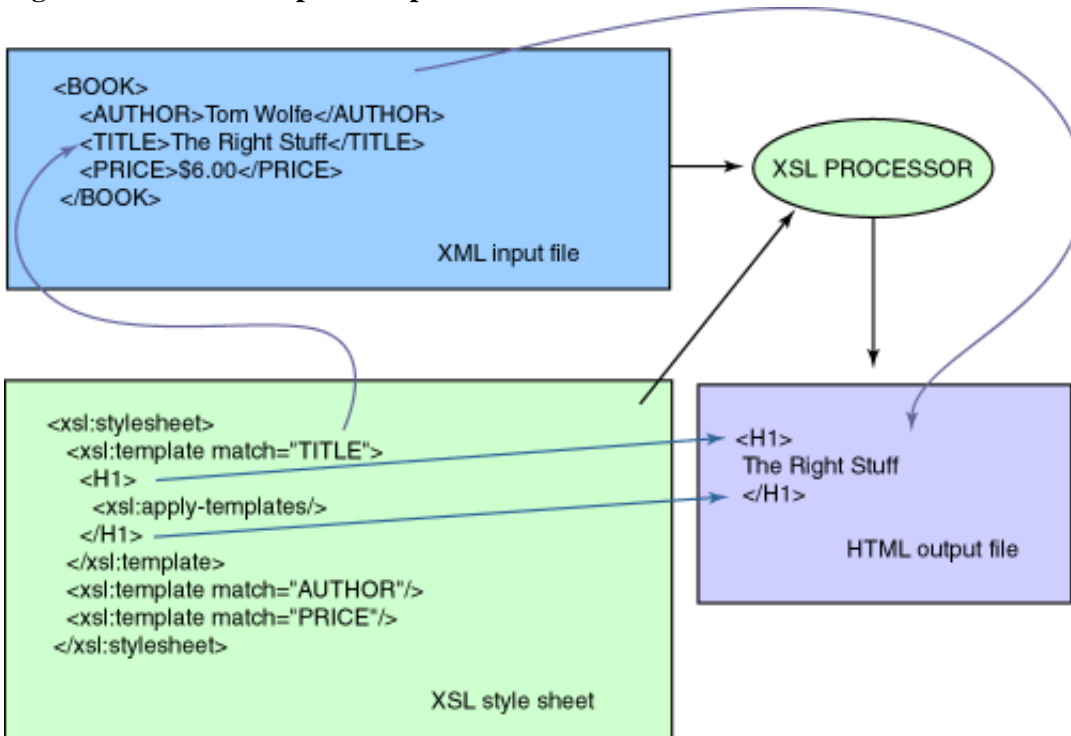 <BOOK>
<AUTHOR>Tom Wolfe</AUTHOR>
<TITLE>The Right Stuff</TITLE>
<PRICE>$6.00</PRICE>
</BOOK>
XML input file
XSL PROCESSOR
<xsl:stylesheet>
<xsl:template match="TITLE">
<H1>
<xsl:apply-templates/>
</H1>
</xsl:template>
<xsl:template match="AUTHOR"/>
<xsl:template match="PRICE"/>
</xsl:stylesheet>
XSL style sheet
<H1>
The Right Stuff
</H1>
HTML output file